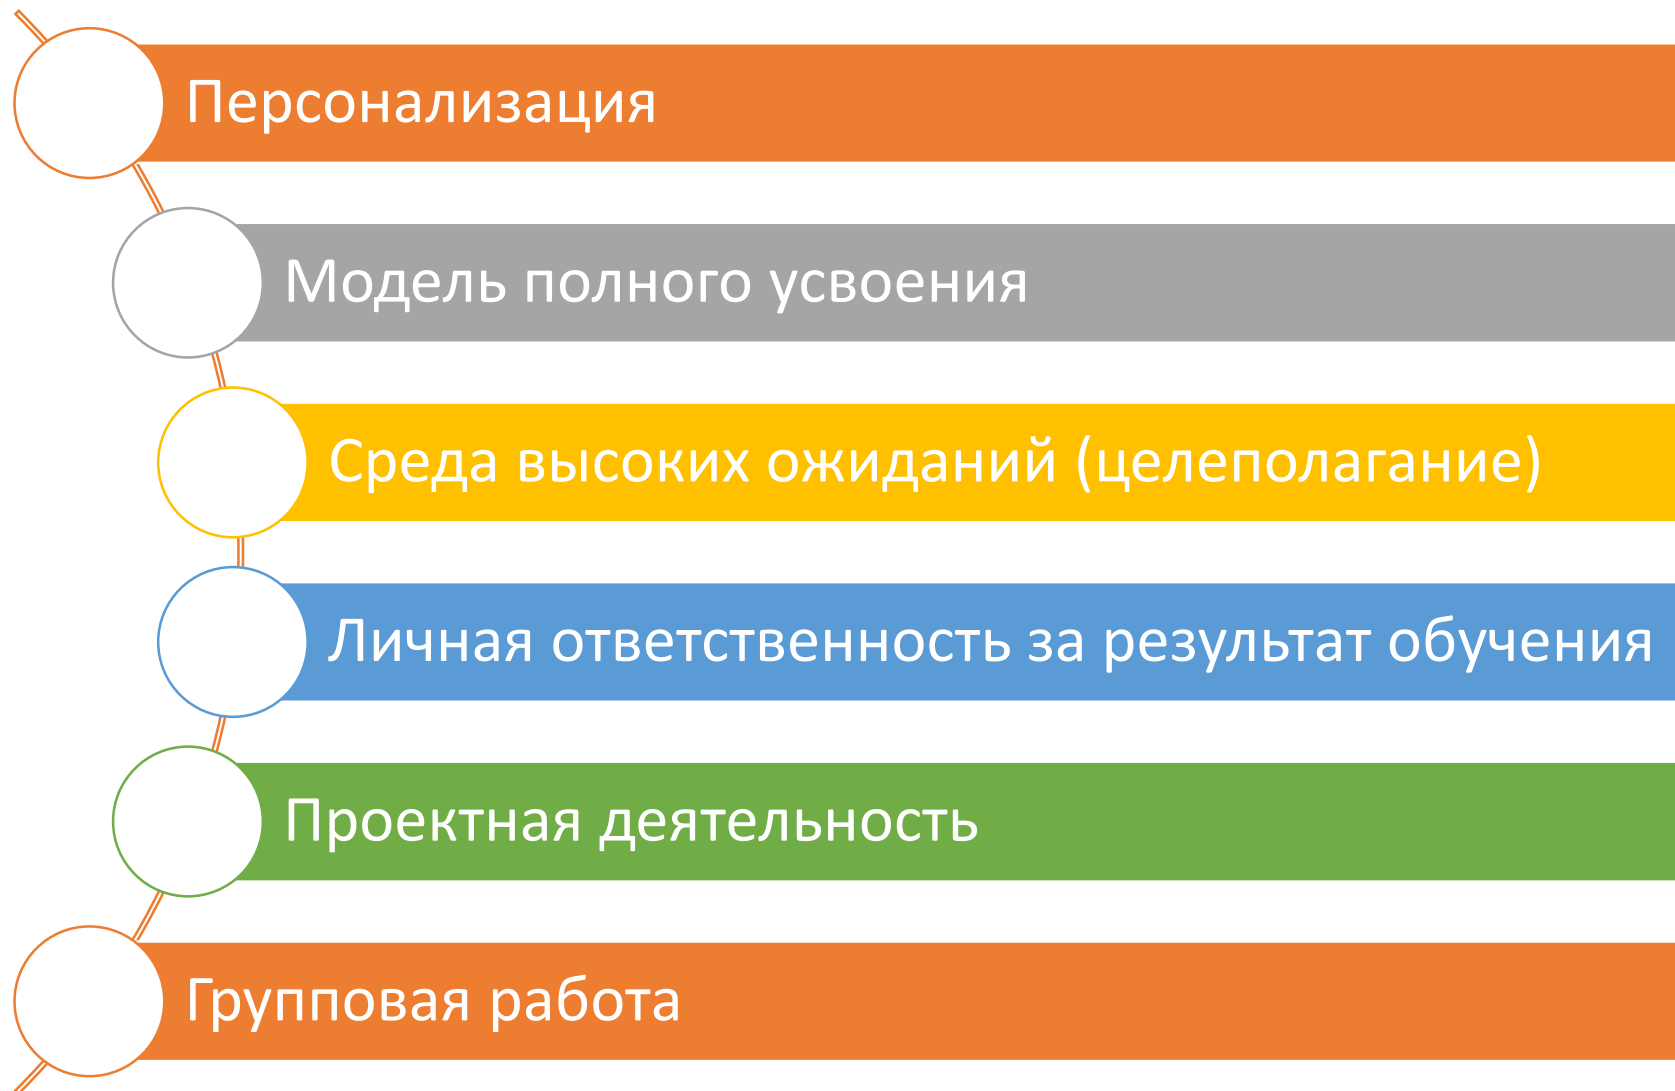 Персонализация
Модель полного усвоения
Среда высоких ожиданий (целеполагание)
Личная ответственность за результат обучения
Проектная деятельность
Групповая работа